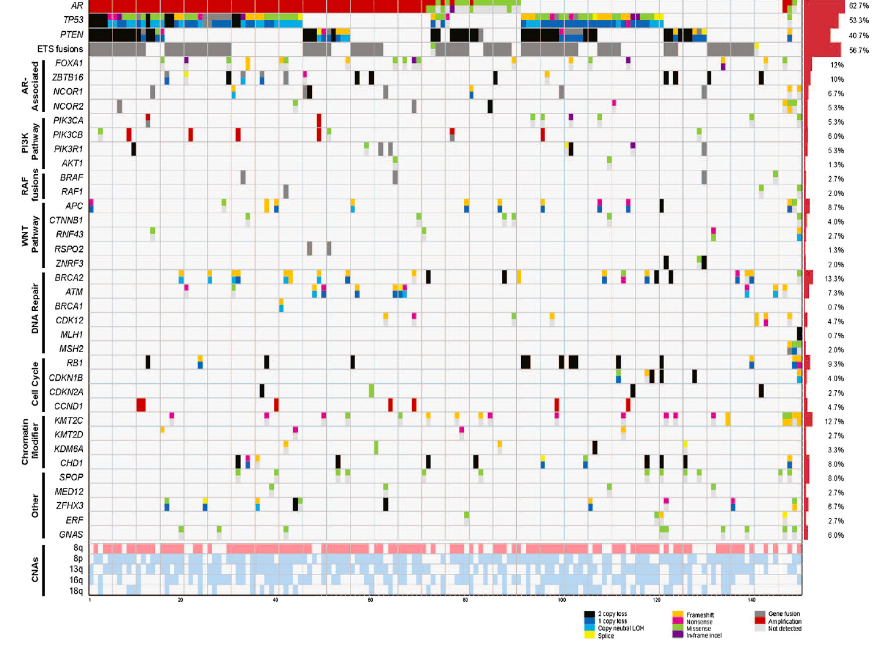 AR 62.7%
TP53 53.3%
PTEN 40.7%
ETS fusions 56.7%
AR-Associated
FOXA1 12%
ZBTB16 10%
NCOR1 6.7%
NCOR2 5.3%
PI3K Pathway
PIK3CA 5.3%
PIK3CB 6.0%
PIK3R1 5.3%
AKT1 1.3%
RAF fusions
BRAF 2.7%
RAF1 2.0%
WNT Pathway
APC 8.7%
CTNNB1 4.0%
RNF43 2.7%
RSPO2 1.3%
ZNRF3 2.0%
DNA Repair
BRCA2 13.3%
ATM 7.3%
BRCA1 0.7%
CDK12 4.7%
MLH1 0.7%
MSH2 2.0%
Cell Cycle
RB1 9.3%
CDKN1B 4.0%
CDKN2A 2.7%
CCND1 4.7%
Chromatin Modifier
KMT2C 12.7%
KMT2D 2.7%
KDM6A 3.3%
CHD1 8.0%
Other
SPOP 8.0%
MED12 2.7%
ZFHX3 6.7%
ERF 2.7%
GNAS 6.0%
CNAs
8q
8p
13q
16q
18q
1 20 40 60 80 100 120 140
2 copy loss
1 copy loss
Copy neutral LOH
Splice
Frameshift
Nonsense
Missense
In-frame indel
Gene fusion
Amplification
Not detected